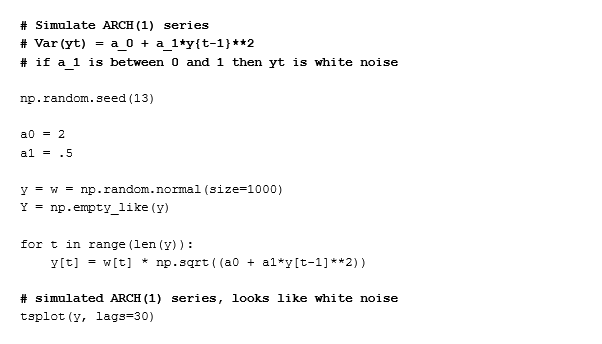 # Simulate ARCH(1) series
# Var(yt) = a_0 + a_1*y{t-1}**2
# if a_1 is between 0 and 1 then yt is white noise
np.random.seed(13)
a0 = 2
a1 = .5
y = w = np.random.normal(size=1000)
Y = np.empty_like(y)
for t in range(len(y)):
    y[t] = w[t] * np.sqrt((a0 + a1*y[t-1]**2))
# simulated ARCH(1) series, looks like white noise
tsplot(y, lags=30)